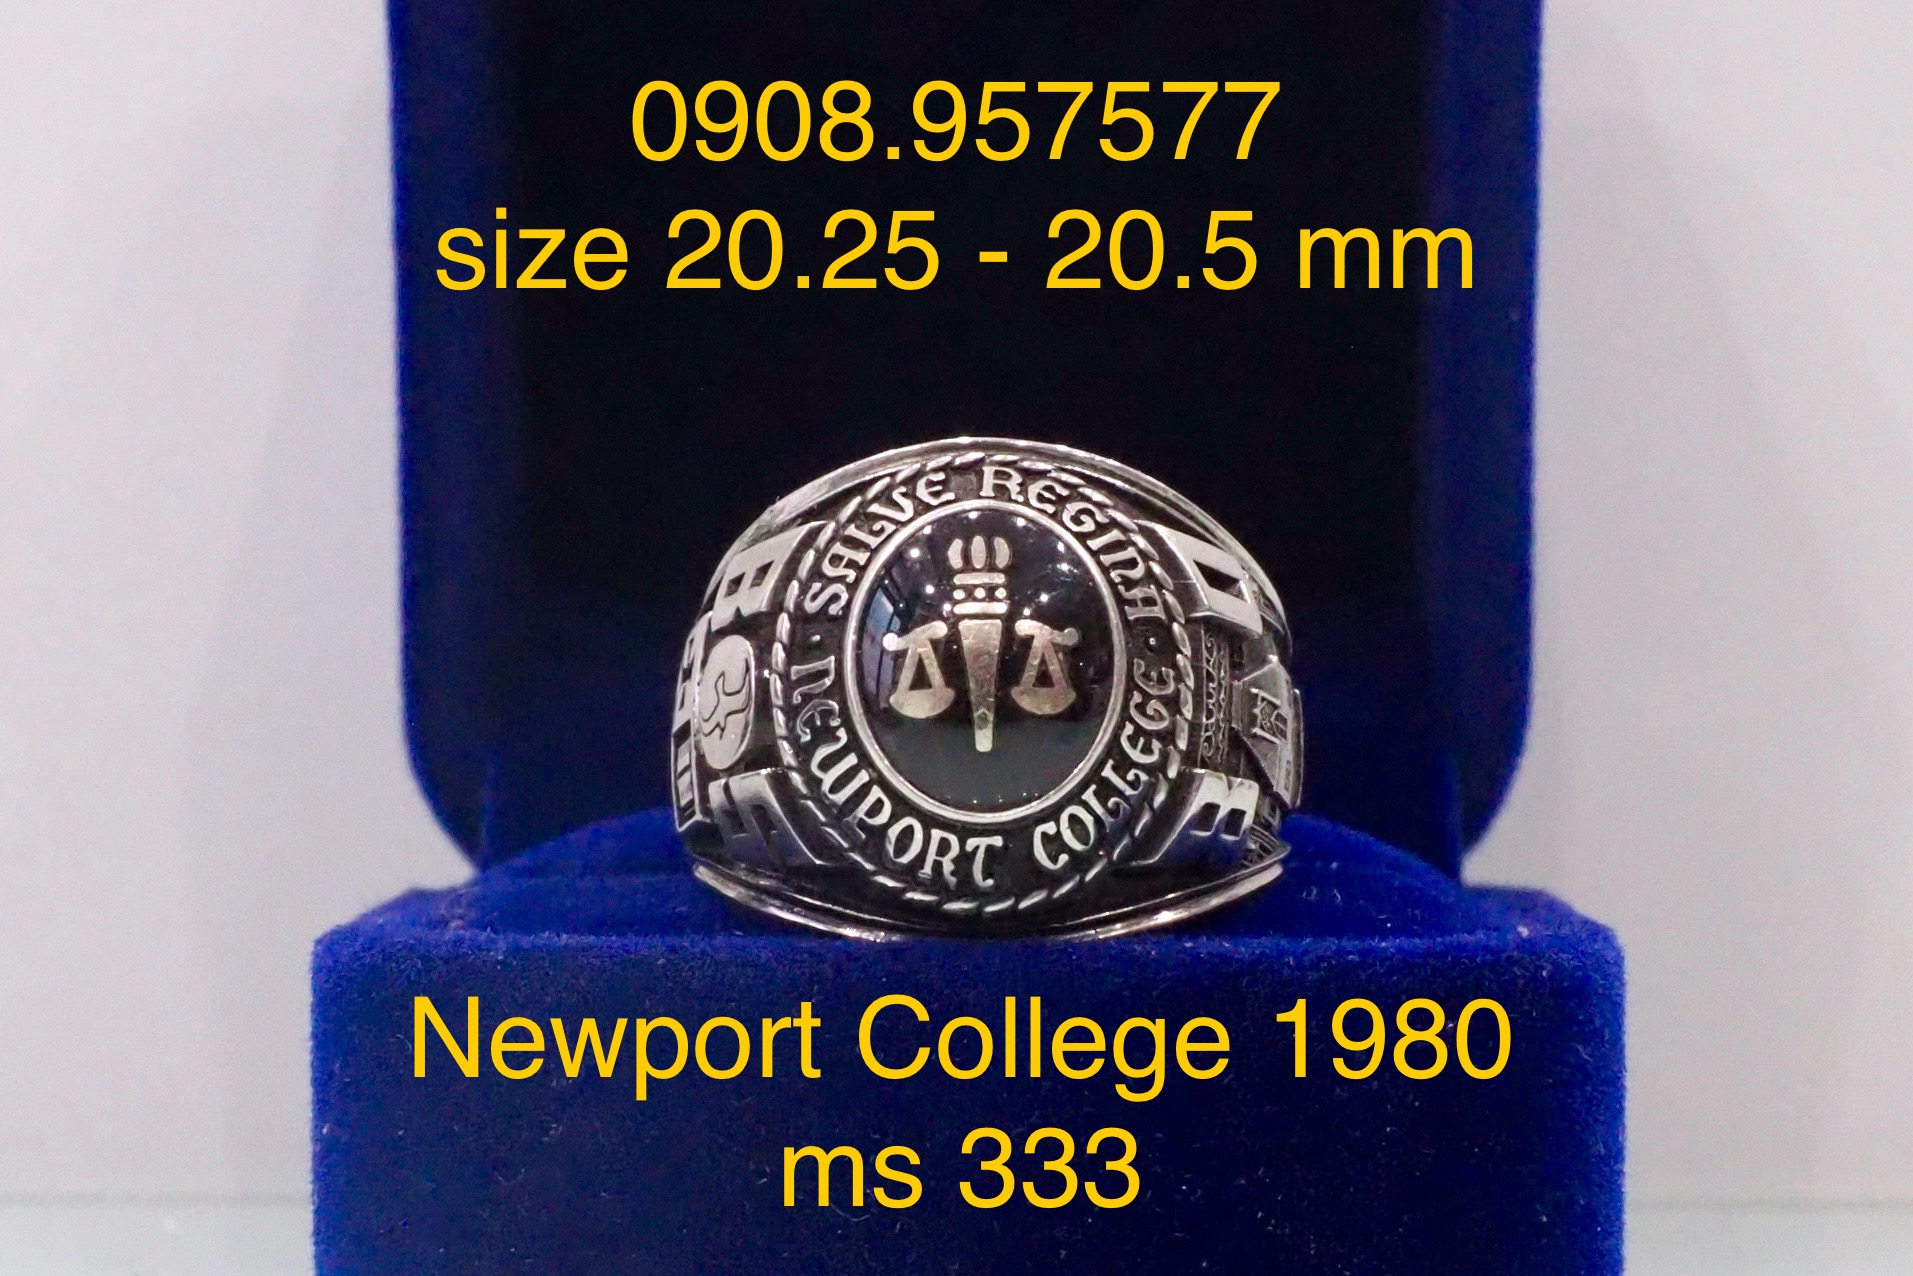 0908.957577
size 20.25 - 20.5 mm
SALVE REGINA
NEWPORT COLLEGE
B
S
Newport College 1980
ms 333